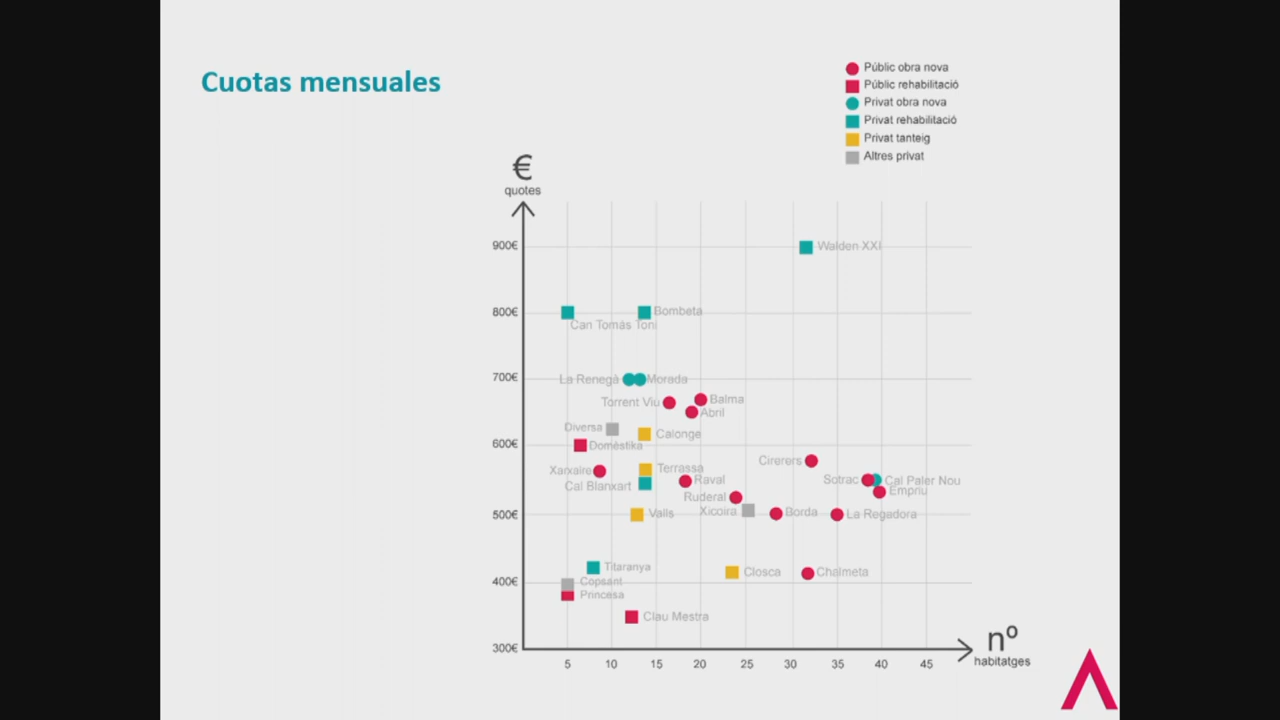 Cuotas mensuales
Públic obra nova
Públic rehabilitació
Privat obra nova
Privat rehabilitació
Privat tanteig
Altres privat
€
quotes
900€
Walden XXI
800€
Bombeta
Can Tomàs Toni
700€
La Renegà
Morada
Torrent Viu
Balma
Abril
Diversa
Calonge
600€
Domèstika
Cirerers
Xarxaire
Terrassa
Cal Blanxart
Raval
Sotrac
Cal Paler Nou
Empriu
Ruderal
500€
Valls
Xicoira
Borda
La Regadora
Titaranya
Closca
Chalmeta
400€
Copsant
Princesa
Clau Mestra
300€
nº
habitatges
5 10 15 20 25 30 35 40 45